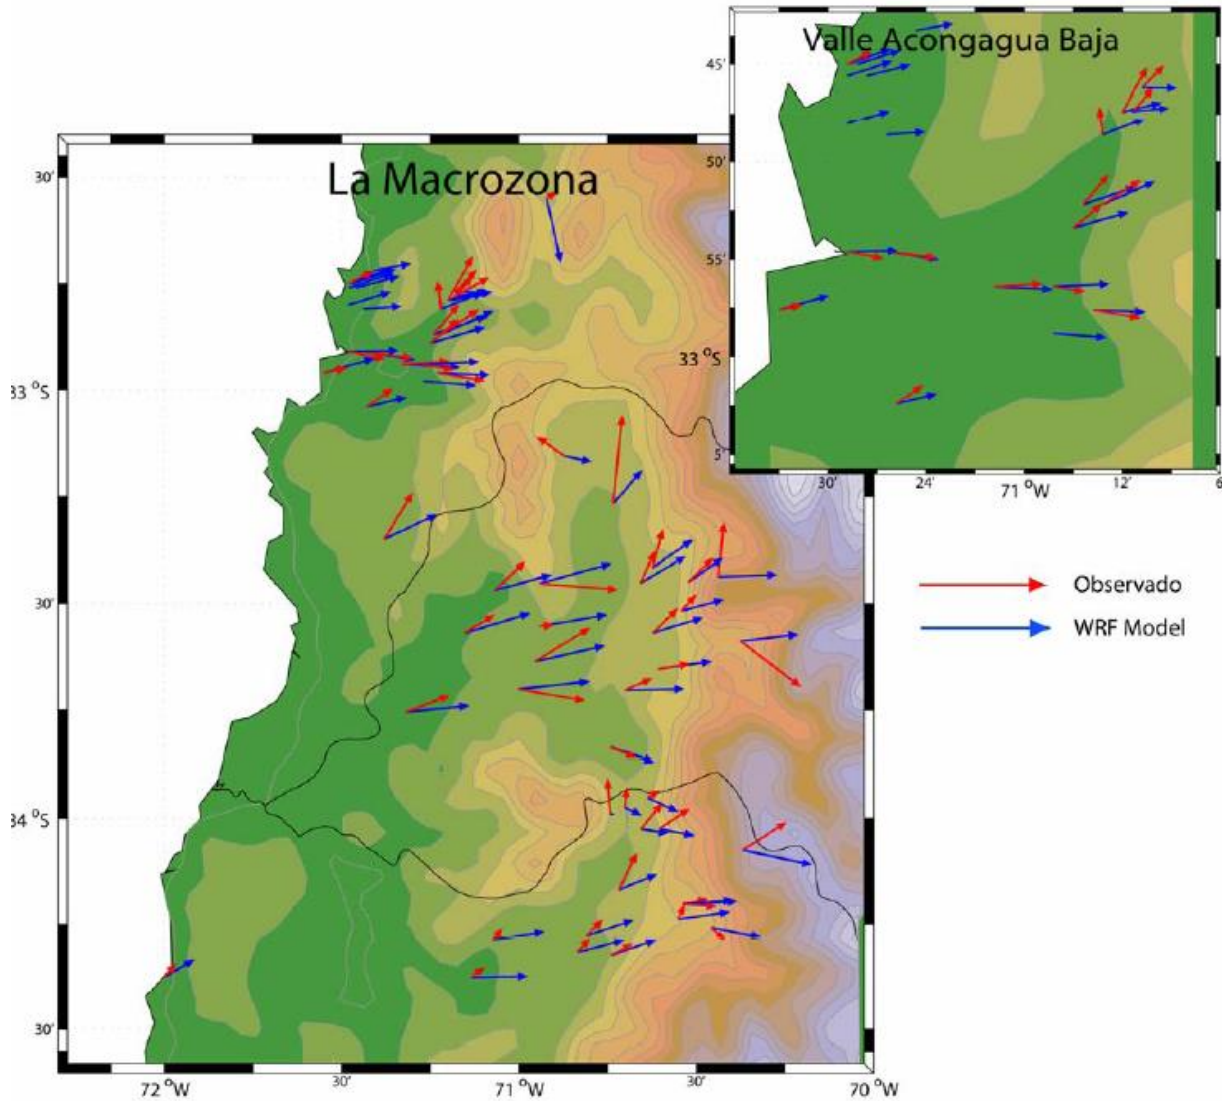 Valle Acongagua Baja
45'
50'
55'
33 °S
5'
30'
24'
71 °W
12'
6
La Macrozona
30'
33 °S
30'
34 °S
30'
72 °W
30'
71 °W
30'
70 °W
Observado
WRF Model